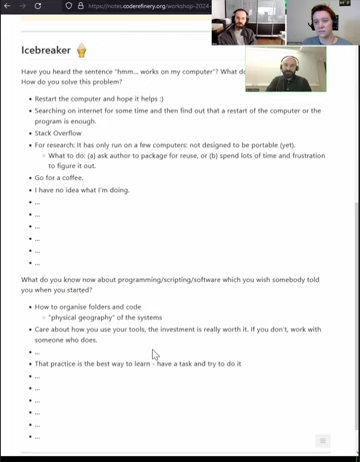 https://notes.coderefinery.org/workshop-2024-
Icebreaker 🍦
Have you heard the sentence "hmm... works on my computer"? What do
How do you solve this problem?
• Restart the computer and hope it helps :)
• Searching on internet for some time and then find out that a restart of the computer or the
program is enough.
• Stack Overflow
• For research: It has only run on a few computers: not designed to be portable (yet).
◦ What to do: (a) ask author to package for reuse, or (b) spend lots of time and frustration
to figure it out.
• Go for a coffee.
• I have no idea what I'm doing.
• ...
• ...
• ...
• ...
• ...
• ...
What do you know now about programming/scripting/software which you wish somebody told
you when you started?
• How to organise folders and code
◦ "physical geography" of the systems
• Care about how you use your tools, the investment is really worth it. If you don't, work with
someone who does.
• ...
• That practice is the best way to learn - have a task and try to do it
• ...
• ...
• ...
• ...
• ...
• ...